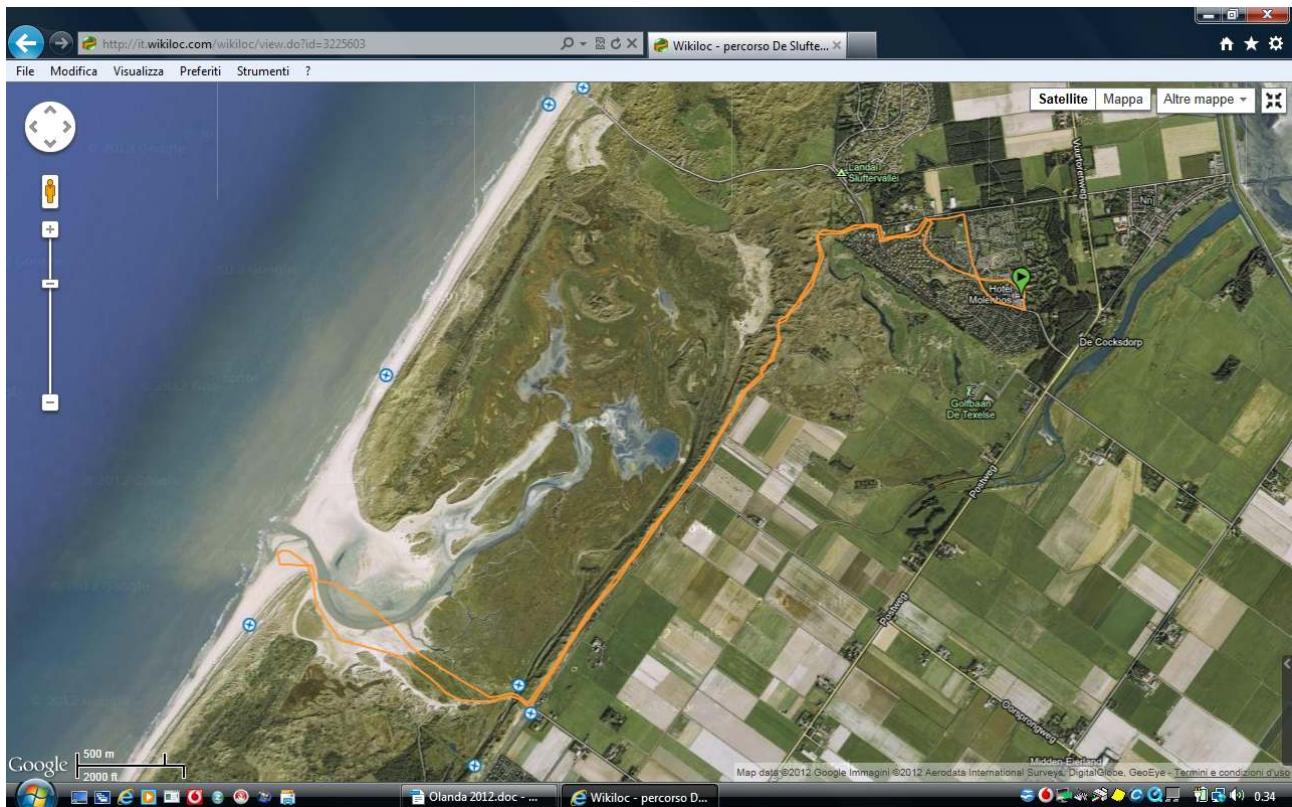 http://it.wikiloc.com/wikiloc/view.do?id=3225603
Wikiloc - percorso De Slufte...
File Modifica Visualizza Preferiti Strumenti ?
Satellite Mappa Altre mappe
Landal
Sluftervallei
Vuurtorenweg
Hotel
Molenbos
De Cocksdorp
Golfbaan
De Texelse
Postweg
Postweg
Oorsprongweg
Midden-Eierland
Google
500 m
2000 ft
Map data ©2012 Google Immagini ©2012 Aerodata International Surveys, DigitalGlobe, GeoEye - Termini e condizioni d'uso
Olanda 2012.doc - ...
Wikiloc - percorso D...
0.34